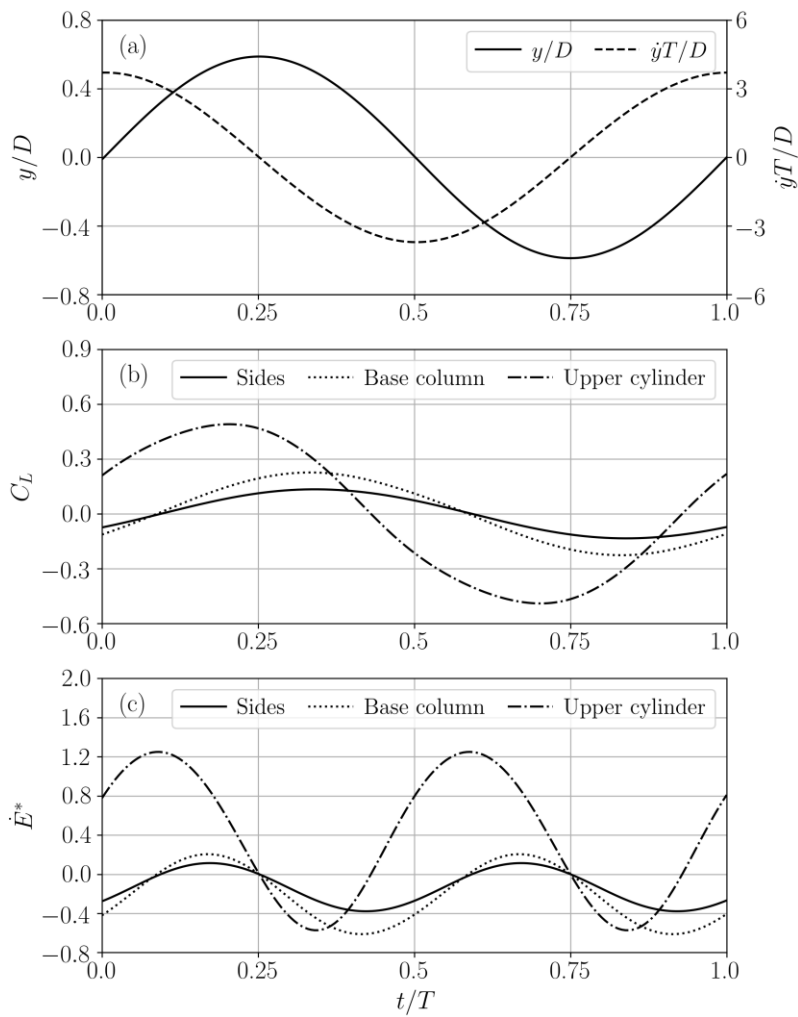 (a)
y/D ẏT/D
0.8
0.4
0.0
−0.4
−0.8
6
3
0
−3
−6
y/D
ẏT/D
0.0 0.25 0.5 0.75 1.0
(b)
Sides Base column Upper cylinder
0.9
0.6
0.3
0.0
−0.3
−0.6
C_L
0.0 0.25 0.5 0.75 1.0
(c)
Sides Base column Upper cylinder
2.0
1.6
1.2
0.8
0.4
0.0
−0.4
−0.8
Ė*
0.0 0.25 0.5 0.75 1.0
t/T